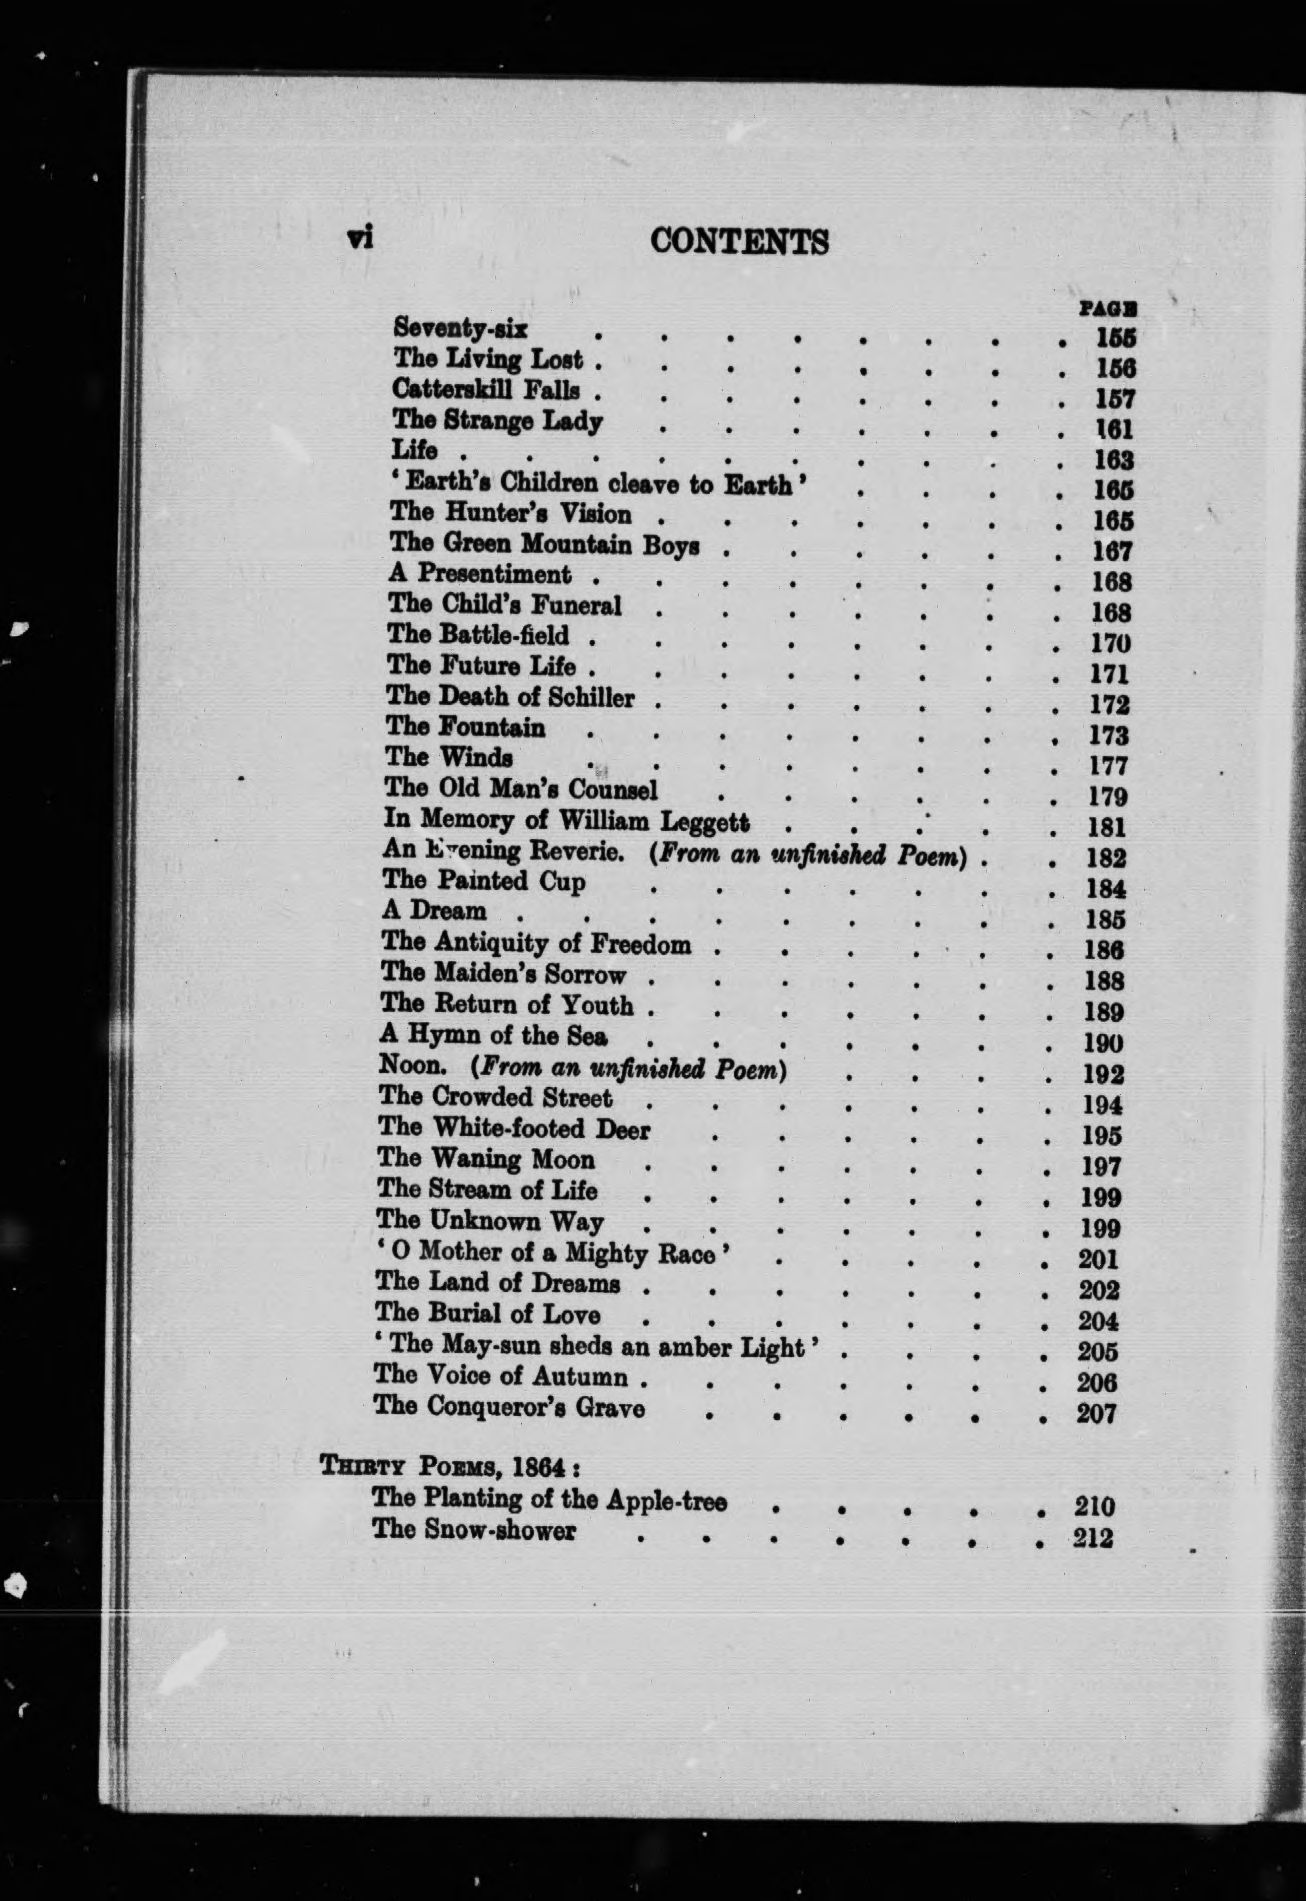 vi CONTENTS
PAGE
Seventy-six . . . . . . . . 155
The Living Lost . . . . . . . . 156
Catterskill Falls . . . . . . . . 157
The Strange Lady . . . . . . . 161
Life . . . . . . . . . . 163
‘ Earth’s Children cleave to Earth ’ . . . . 165
The Hunter’s Vision . . . . . . . 165
The Green Mountain Boys . . . . . . 167
A Presentiment . . . . . . . . 168
The Child’s Funeral . . . . . . . 168
The Battle-field . . . . . . . . 170
The Future Life . . . . . . . . 171
The Death of Schiller . . . . . . . 172
The Fountain . . . . . . . . 173
The Winds . . . . . . . . 177
The Old Man’s Counsel . . . . . . 179
In Memory of William Leggett . . . . . 181
An Evening Reverie. (From an unfinished Poem) . . 182
The Painted Cup . . . . . . . 184
A Dream . . . . . . . . . 185
The Antiquity of Freedom . . . . . . 186
The Maiden’s Sorrow . . . . . . . 188
The Return of Youth . . . . . . . 189
A Hymn of the Sea . . . . . . . 190
Noon. (From an unfinished Poem) . . . . 192
The Crowded Street . . . . . . . 194
The White-footed Deer . . . . . . 195
The Waning Moon . . . . . . . 197
The Stream of Life . . . . . . . 199
The Unknown Way . . . . . . . 199
‘ O Mother of a Mighty Race ’ . . . . . 201
The Land of Dreams . . . . . . . 202
The Burial of Love . . . . . . . 204
‘ The May-sun sheds an amber Light ’ . . . . 205
The Voice of Autumn . . . . . . . 206
The Conqueror’s Grave . . . . . . 207
THIRTY POEMS, 1864 :
The Planting of the Apple-tree . . . . . 210
The Snow-shower . . . . . . . 212